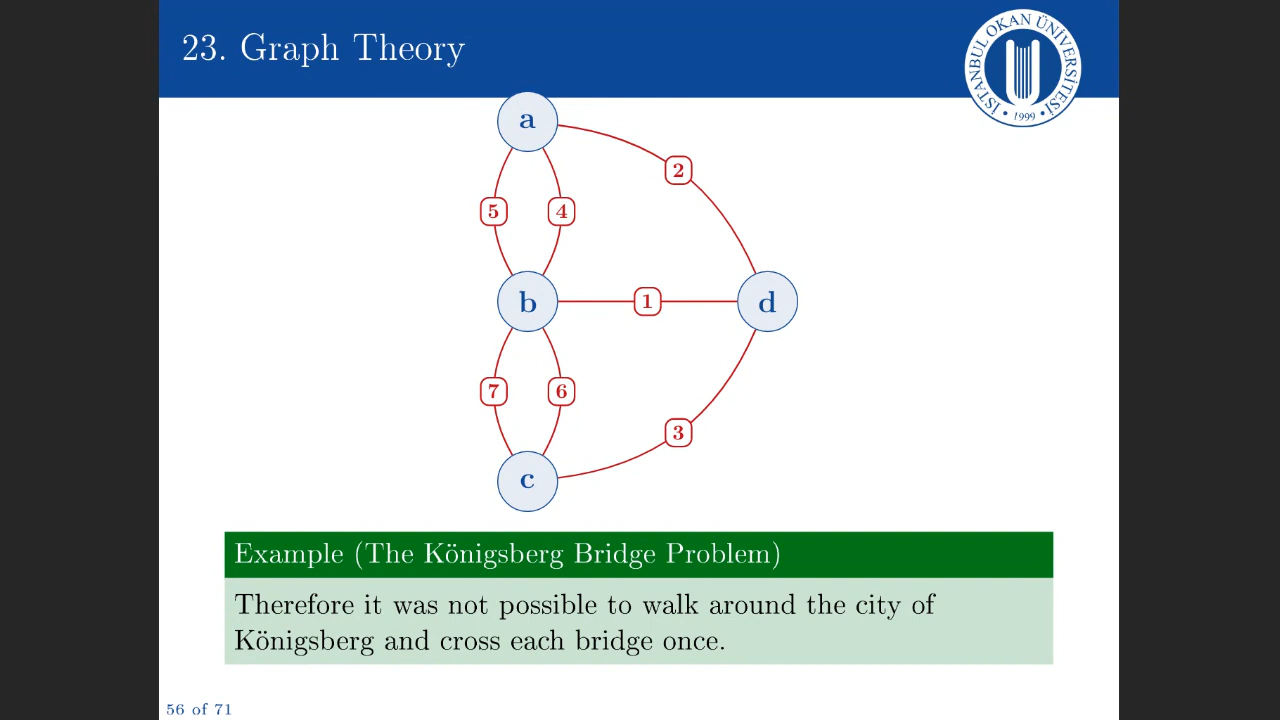 23. Graph Theory
İSTANBUL OKAN ÜNİVERSİTESİ
• 1999 •
a
2
5
4
b
1
d
7
6
3
c
Example (The Königsberg Bridge Problem)
Therefore it was not possible to walk around the city of
Königsberg and cross each bridge once.
56 of 71